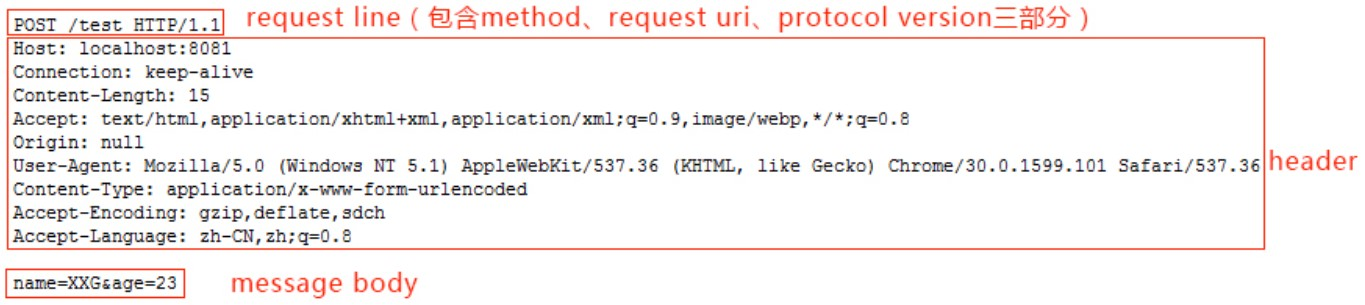 POST /test HTTP/1.1 request line（包含method、request uri、protocol version三部分）
Host: localhost:8081
Connection: keep-alive
Content-Length: 15
Accept: text/html,application/xhtml+xml,application/xml;q=0.9,image/webp,*/*;q=0.8
Origin: null
User-Agent: Mozilla/5.0 (Windows NT 5.1) AppleWebKit/537.36 (KHTML, like Gecko) Chrome/30.0.1599.101 Safari/537.36 header
Content-Type: application/x-www-form-urlencoded
Accept-Encoding: gzip,deflate,sdch
Accept-Language: zh-CN,zh;q=0.8
name=XXG&age=23 message body